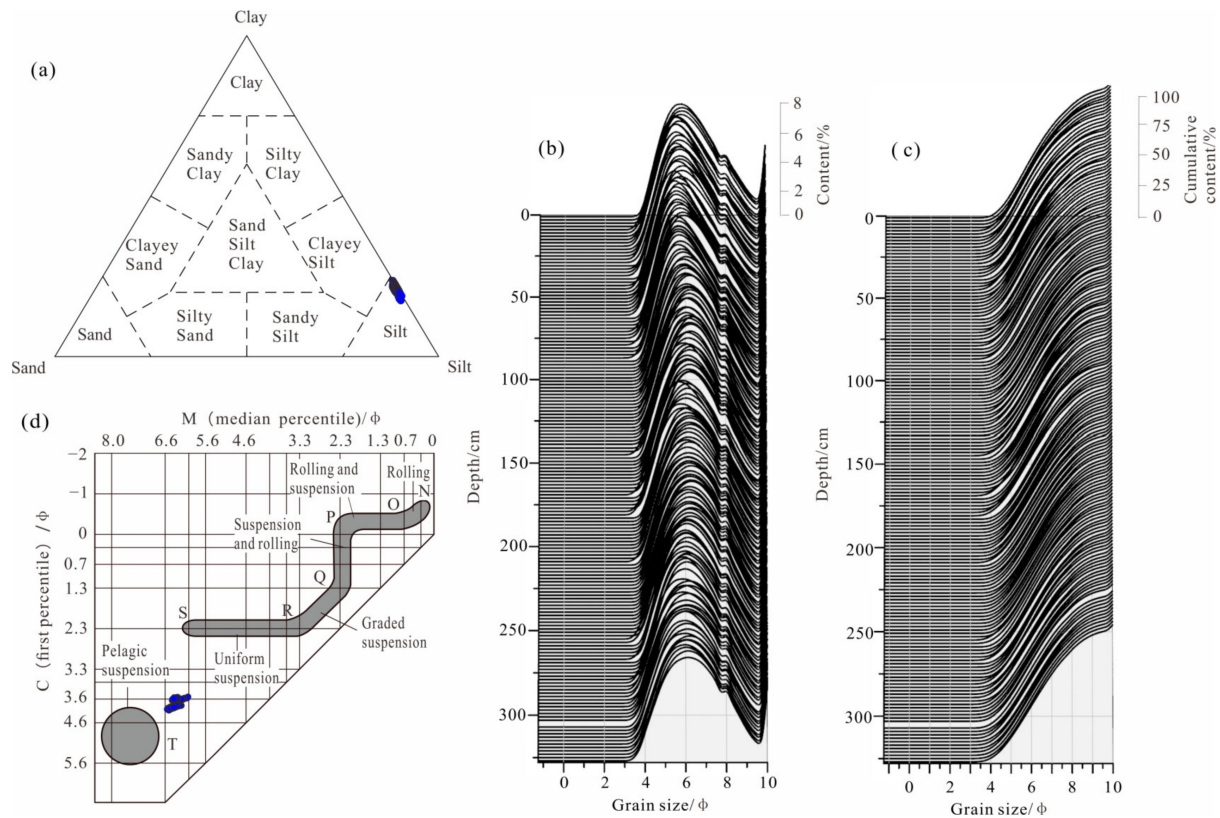 (a)
Clay
Clay
Sandy
Clay
Silty
Clay
Clayey
Sand
Sand
Silt
Clay
Clayey
Silt
Sand
Silty
Sand
Sandy
Silt
Silt
Sand
Silt
(b)
8
6
4
2
0
Content/%
0
50
100
150
200
250
300
Depth/cm
0 2 4 6 8 10
Grain size/ φ
( c)
100
75
50
25
0
Cumulative
content/%
0
50
100
150
200
250
300
Depth/cm
0 2 4 6 8 10
Grain size/ φ
(d)
M (median percentile)/ φ
8.0 6.6 5.6 4.6 3.3 2.3 1.3 0.7 0
−2
−1
0
0.7
1.3
2.3
3.3
3.6
4.6
5.6
C (first percentile) / φ
Rolling and
suspension
Rolling
N
O
P
Suspension
and rolling
Q
R
S
Graded
suspension
Uniform
suspension
Pelagic
suspension
T